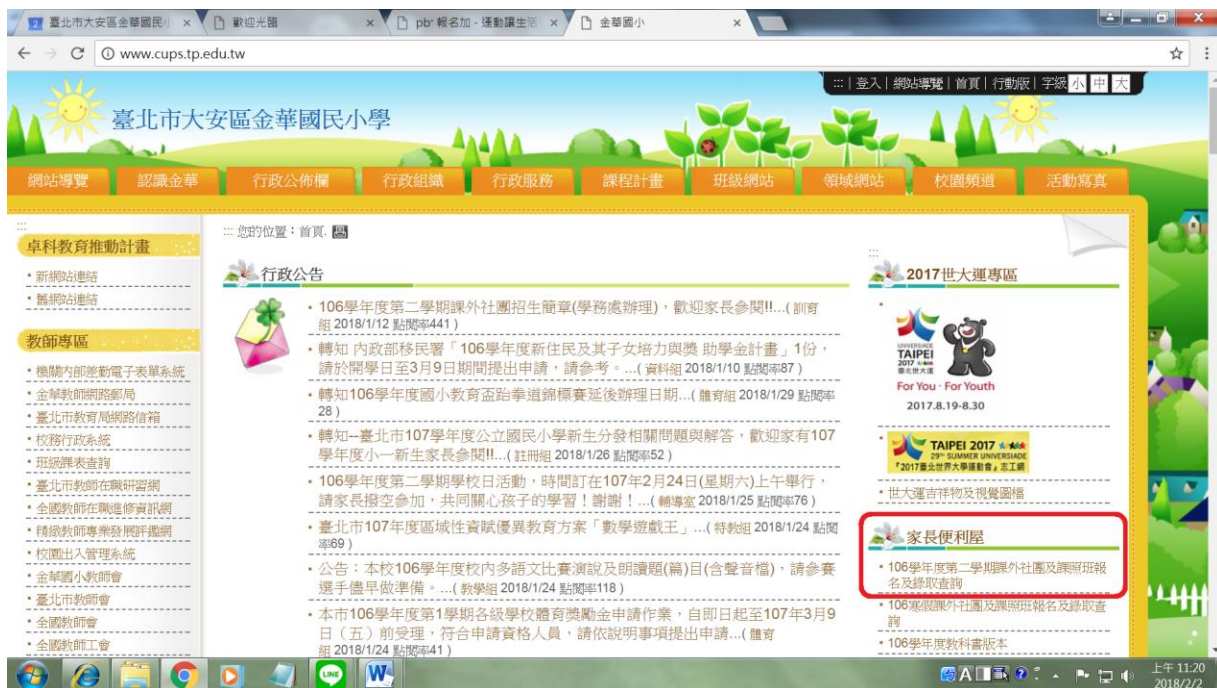 臺北市大安區金華國民小
歡迎光臨
pb- 報名加 - 運動讓生活
金華國小
www.cups.tp.edu.tw
:::│登入│網站導覽│首頁│行動版│字級 小 中 大
臺北市大安區金華國民小學
網站導覽 認識金華 行政公佈欄 行政組織 行政服務 課程計畫 班級網站 領域網站 校園頻道 活動寫真
:::
卓科教育推動計畫
・新網站連結
・舊網站連結
教師專區
・機關內部差勤電子表單系統
・金華教師網路郵局
・臺北市教育局網路信箱
・校務行政系統
・班級課表查詢
・臺北市教師在職研習網
・全國教師在職進修資訊網
・精緻教師專業發展評鑑網
・校園出入管理系統
・金華國小教師會
・臺北市教師會
・全國教師會
・全國教師工會
::: 您的位置：首頁.
行政公告
・106學年度第二學期課外社團招生簡章(學務處辦理)，歡迎家長參閱!!...( 訓育
組 2018/1/12 點閱率441 )
・轉知 內政部移民署「106學年度新住民及其子女培力與獎 助學金計畫」1份，
請於開學日至3月9日期間提出申請，請參考。...( 資料組 2018/1/10 點閱率87 )
・轉知106學年度國小教育盃跆拳道錦標賽延後辦理日期...( 體育組 2018/1/29 點閱率
28 )
・轉知--臺北市107學年度公立國民小學新生分發相關問題與解答，歡迎家有107
學年度小一新生家長參閱!!...( 註冊組 2018/1/26 點閱率52 )
・106學年度第二學期學校日活動，時間訂在107年2月24日(星期六)上午舉行，
請家長撥空參加，共同關心孩子的學習！謝謝！...( 輔導室 2018/1/25 點閱率76 )
・臺北市107年度區域性資賦優異教育方案「數學遊戲王」...( 特教組 2018/1/24 點閱
率69 )
・公告：本校106學年度校內多語文比賽演說及朗讀題(篇)目(含聲音檔)，請參賽
選手儘早做準備。...( 教學組 2018/1/24 點閱率118 )
・本市106學年度第1學期各級學校體育獎勵金申請作業，自即日起至107年3月9
日（五）前受理，符合申請資格人員，請依說明事項提出申請...( 體育
組 2018/1/24 點閱率41 )
:::
2017世大運專區
UNIVERSIADE
TAIPEI
2017
臺北世大運
For You · For Youth
2017.8.19-8.30
TAIPEI 2017
29TH SUMMER UNIVERSIADE
『2017臺北世界大學運動會』志工網
・世大運吉祥物及視覺圖檔
家長便利屋
・106學年度第二學期課外社團及課照班報
名及錄取查詢
・106寒假課外社團及課照班報名及錄取查
詢
・106學年度教科書版本
LINE
W
A
上午 11:20
2018/2/2